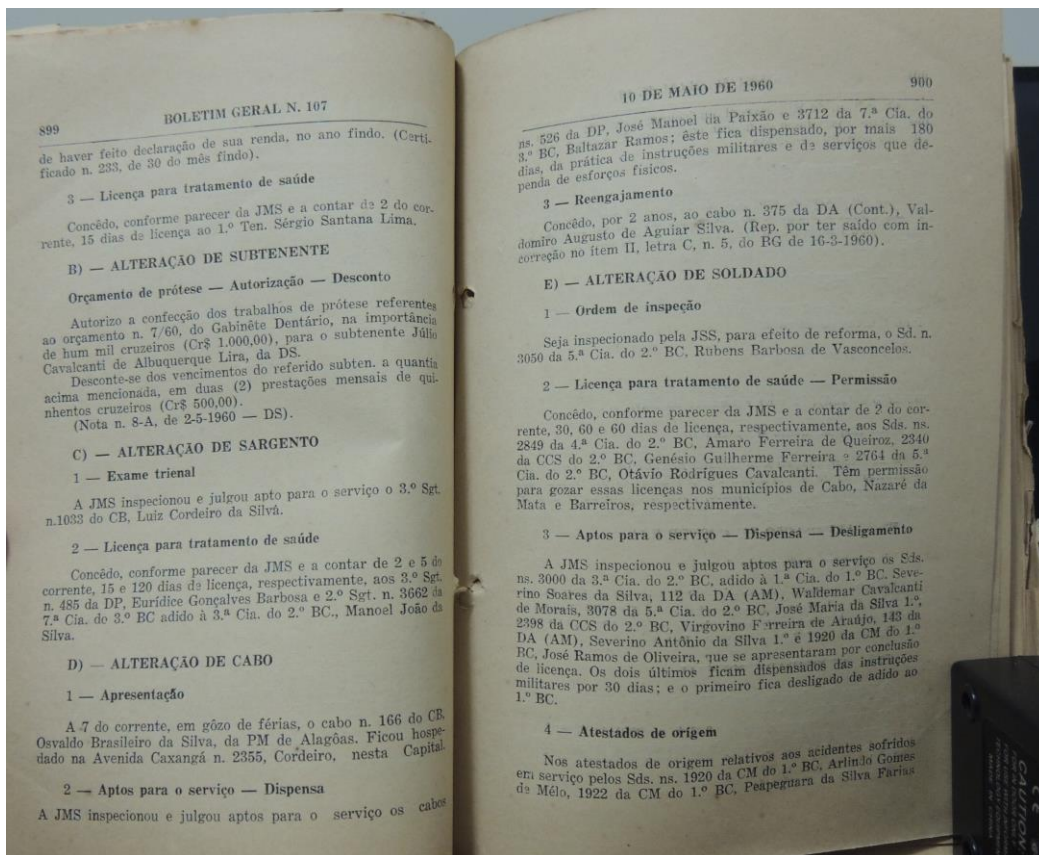 899
BOLETIM GERAL N. 107
de haver feito declaração de sua renda, no ano findo. (Certi-
ficado n. 233, de 30 do mês findo).
3 — Licença para tratamento de saúde
Concêdo, conforme parecer da JMS e a contar de 2 do cor-
rente, 15 dias de licença ao 1.º Ten. Sérgio Santana Lima.
B) — ALTERAÇÃO DE SUBTENENTE
Orçamento de prótese — Autorização — Desconto
Autorizo a confecção dos trabalhos de prótese referentes
ao orçamento n. 7/60, do Gabinête Dentário, na importância
de hum mil cruzeiros (Cr$ 1.000,00), para o subtenente Júlio
Cavalcanti de Albuquerque Lira, da DS.
Desconte-se dos vencimentos do referido subten. a quantia
acima mencionada, em duas (2) prestações mensais de qui-
nhentos cruzeiros (Cr$ 500,00).
(Nota n. 8-A, de 2-5-1960 — DS).
C) — ALTERAÇÃO DE SARGENTO
1 — Exame trienal
A JMS inspecionou e julgou apto para o serviço o 3.º Sgt.
n.1033 do CB, Luiz Cordeiro da Silva.
2 — Licença para tratamento de saúde
Concêdo, conforme parecer da JMS e a contar de 2 e 5 do
corrente, 15 e 120 dias de licença, respectivamente, aos 3.º Sgt.
n. 485 da DP, Eurídice Gonçalves Barbosa e 2.º Sgt. n. 3662 da
7.ª Cia. do 3.º BC adido à 3.ª Cia. do 2.º BC., Manoel João da
Silva.
D) — ALTERAÇÃO DE CABO
1 — Apresentação
A 7 do corrente, em gôzo de férias, o cabo n. 166 do CB,
Osvaldo Brasileiro da Silva, da PM de Alagôas. Ficou hospe-
dado na Avenida Caxangá n. 2355, Cordeiro, nesta Capital.
2 — Aptos para o serviço — Dispensa
A JMS inspecionou e julgou aptos para o serviço os cabos
10 DE MAIO DE 1960
900
ns. 526 da DP, José Manoel da Paixão e 3712 da 7.ª Cia. do
3.º BC, Baltazar Ramos; êste fica dispensado, por mais 180
dias, da prática de instruções militares e de serviços que de-
penda de esforços físicos.
3 — Reengajamento
Concêdo, por 2 anos, ao cabo n. 375 da DA (Cont.), Val-
domiro Augusto de Aguiar Silva. (Rep. por ter saído com in-
correção no item II, letra C, n. 5, do BG de 16-3-1960).
E) — ALTERAÇÃO DE SOLDADO
1 — Ordem de inspeção
Seja inspecionado pela JSS, para efeito de reforma, o Sd. n.
3050 da 5.ª Cia. do 2.º BC, Rubens Barbosa de Vasconcelos.
2 — Licença para tratamento de saúde — Permissão
Concêdo, conforme parecer da JMS e a contar de 2 do cor-
rente, 30, 60 e 60 dias de licença, respectivamente, aos Sds. ns.
2849 da 4.ª Cia. do 2.º BC, Amaro Ferreira de Queiroz, 2340
da CCS do 2.º BC, Genésio Guilherme Ferreira e 2764 da 5.ª
Cia. do 2.º BC, Otávio Rodrigues Cavalcanti. Têm permissão
para gozar essas licenças nos municípios de Cabo, Nazaré da
Mata e Barreiros, respectivamente.
3 — Aptos para o serviço — Dispensa — Desligamento
A JMS inspecionou e julgou aptos para o serviço os Sds.
ns. 3000 da 3.ª Cia. do 2.º BC, adido à 1.ª Cia. do 1.º BC. Seve-
rino Soares da Silva, 112 da DA (AM), Waldemar Cavalcanti
de Morais, 3078 da 5.ª Cia. do 2.º BC, José Maria da Silva 1.º,
2398 da CCS do 2.º BC, Virgovino Ferreira de Araújo, 143 da
DA (AM), Severino Antônio da Silva 1.º é 1920 da CM do 1.º
BC, José Ramos de Oliveira, que se apresentaram por conclusão
de licença. Os dois últimos ficam dispensados das instruções
militares por 30 dias; e o primeiro fica desligado de adido ao
1.º BC.
4 — Atestados de origem
Nos atestados de origem relativos aos acidentes sofridos
em serviço pelos Sds. ns. 1920 da CM do 1.º BC, Arlindo Gomes
de Mélo, 1922 da CM do 1.º BC, Peapeguara da Silva Farias
CAUTION